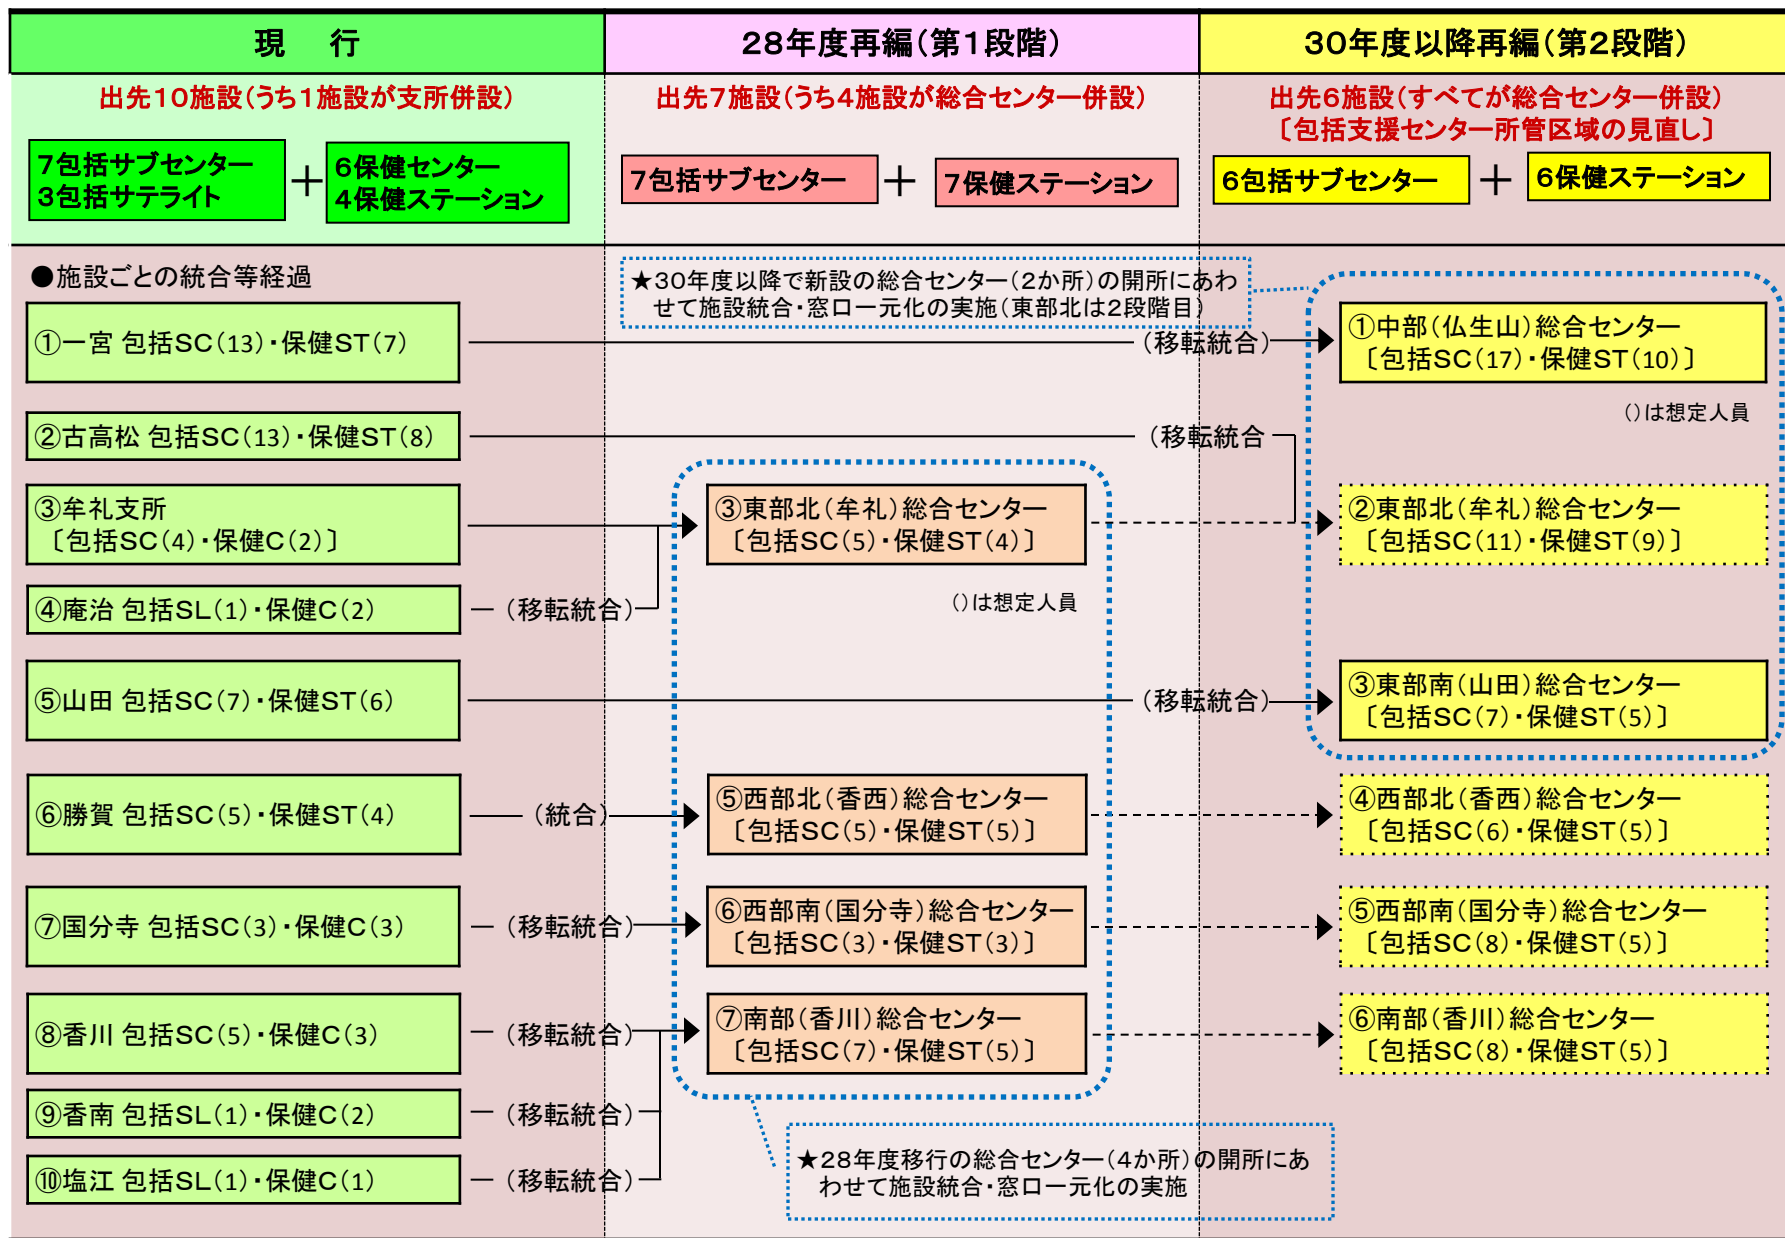 現　行
28年度再編（第1段階）
30年度以降再編（第2段階）
出先10施設（うち1施設が支所併設）
7包括サブセンター
3包括サテライト
＋
6保健センター
4保健ステーション
出先7施設（うち4施設が総合センター併設）
7包括サブセンター
＋
7保健ステーション
出先6施設（すべてが総合センター併設）
〔包括支援センター所管区域の見直し〕
6包括サブセンター
＋
6保健ステーション
●施設ごとの統合等経過
★30年度以降で新設の総合センター（2か所）の開所にあわ
せて施設統合・窓口一元化の実施（東部北は2段階目）
①一宮 包括SC（13）・保健ST（7）
（移転統合）
①中部（仏生山）総合センター
〔包括SC（17）・保健ST（10）〕
（）は想定人員
②古高松 包括SC（13）・保健ST（8）
（移転統合
③牟礼支所
〔包括SC（4）・保健C（2）〕
③東部北（牟礼）総合センター
〔包括SC（5）・保健ST（4）〕
②東部北（牟礼）総合センター
〔包括SC（11）・保健ST（9）〕
④庵治 包括SL（1）・保健C（2）
（移転統合）
（）は想定人員
⑤山田 包括SC（7）・保健ST（6）
（移転統合）
③東部南（山田）総合センター
〔包括SC（7）・保健ST（5）〕
⑥勝賀 包括SC（5）・保健ST（4）
（統合）
⑤西部北（香西）総合センター
〔包括SC（5）・保健ST（5）〕
④西部北（香西）総合センター
〔包括SC（6）・保健ST（5）〕
⑦国分寺 包括SC（3）・保健C（3）
（移転統合）
⑥西部南（国分寺）総合センター
〔包括SC（3）・保健ST（3）〕
⑤西部南（国分寺）総合センター
〔包括SC（8）・保健ST（5）〕
⑧香川 包括SC（5）・保健C（3）
（移転統合）
⑦南部（香川）総合センター
〔包括SC（7）・保健ST（5）〕
⑥南部（香川）総合センター
〔包括SC（8）・保健ST（5）〕
⑨香南 包括SL（1）・保健C（2）
（移転統合）
⑩塩江 包括SL（1）・保健C（1）
（移転統合）
★28年度移行の総合センター（4か所）の開所にあ
わせて施設統合・窓口一元化の実施